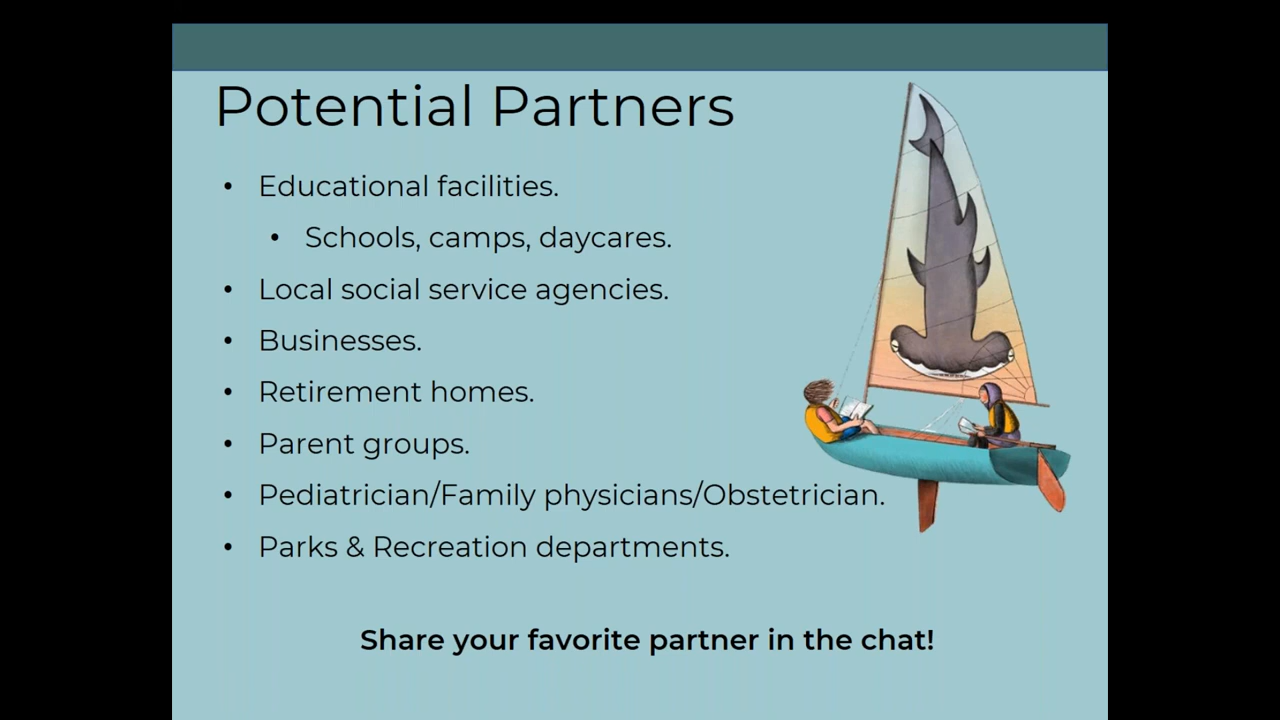 Potential Partners
• Educational facilities.
• Schools, camps, daycares.
• Local social service agencies.
• Businesses.
• Retirement homes.
• Parent groups.
• Pediatrician/Family physicians/Obstetrician.
• Parks & Recreation departments.
Share your favorite partner in the chat!